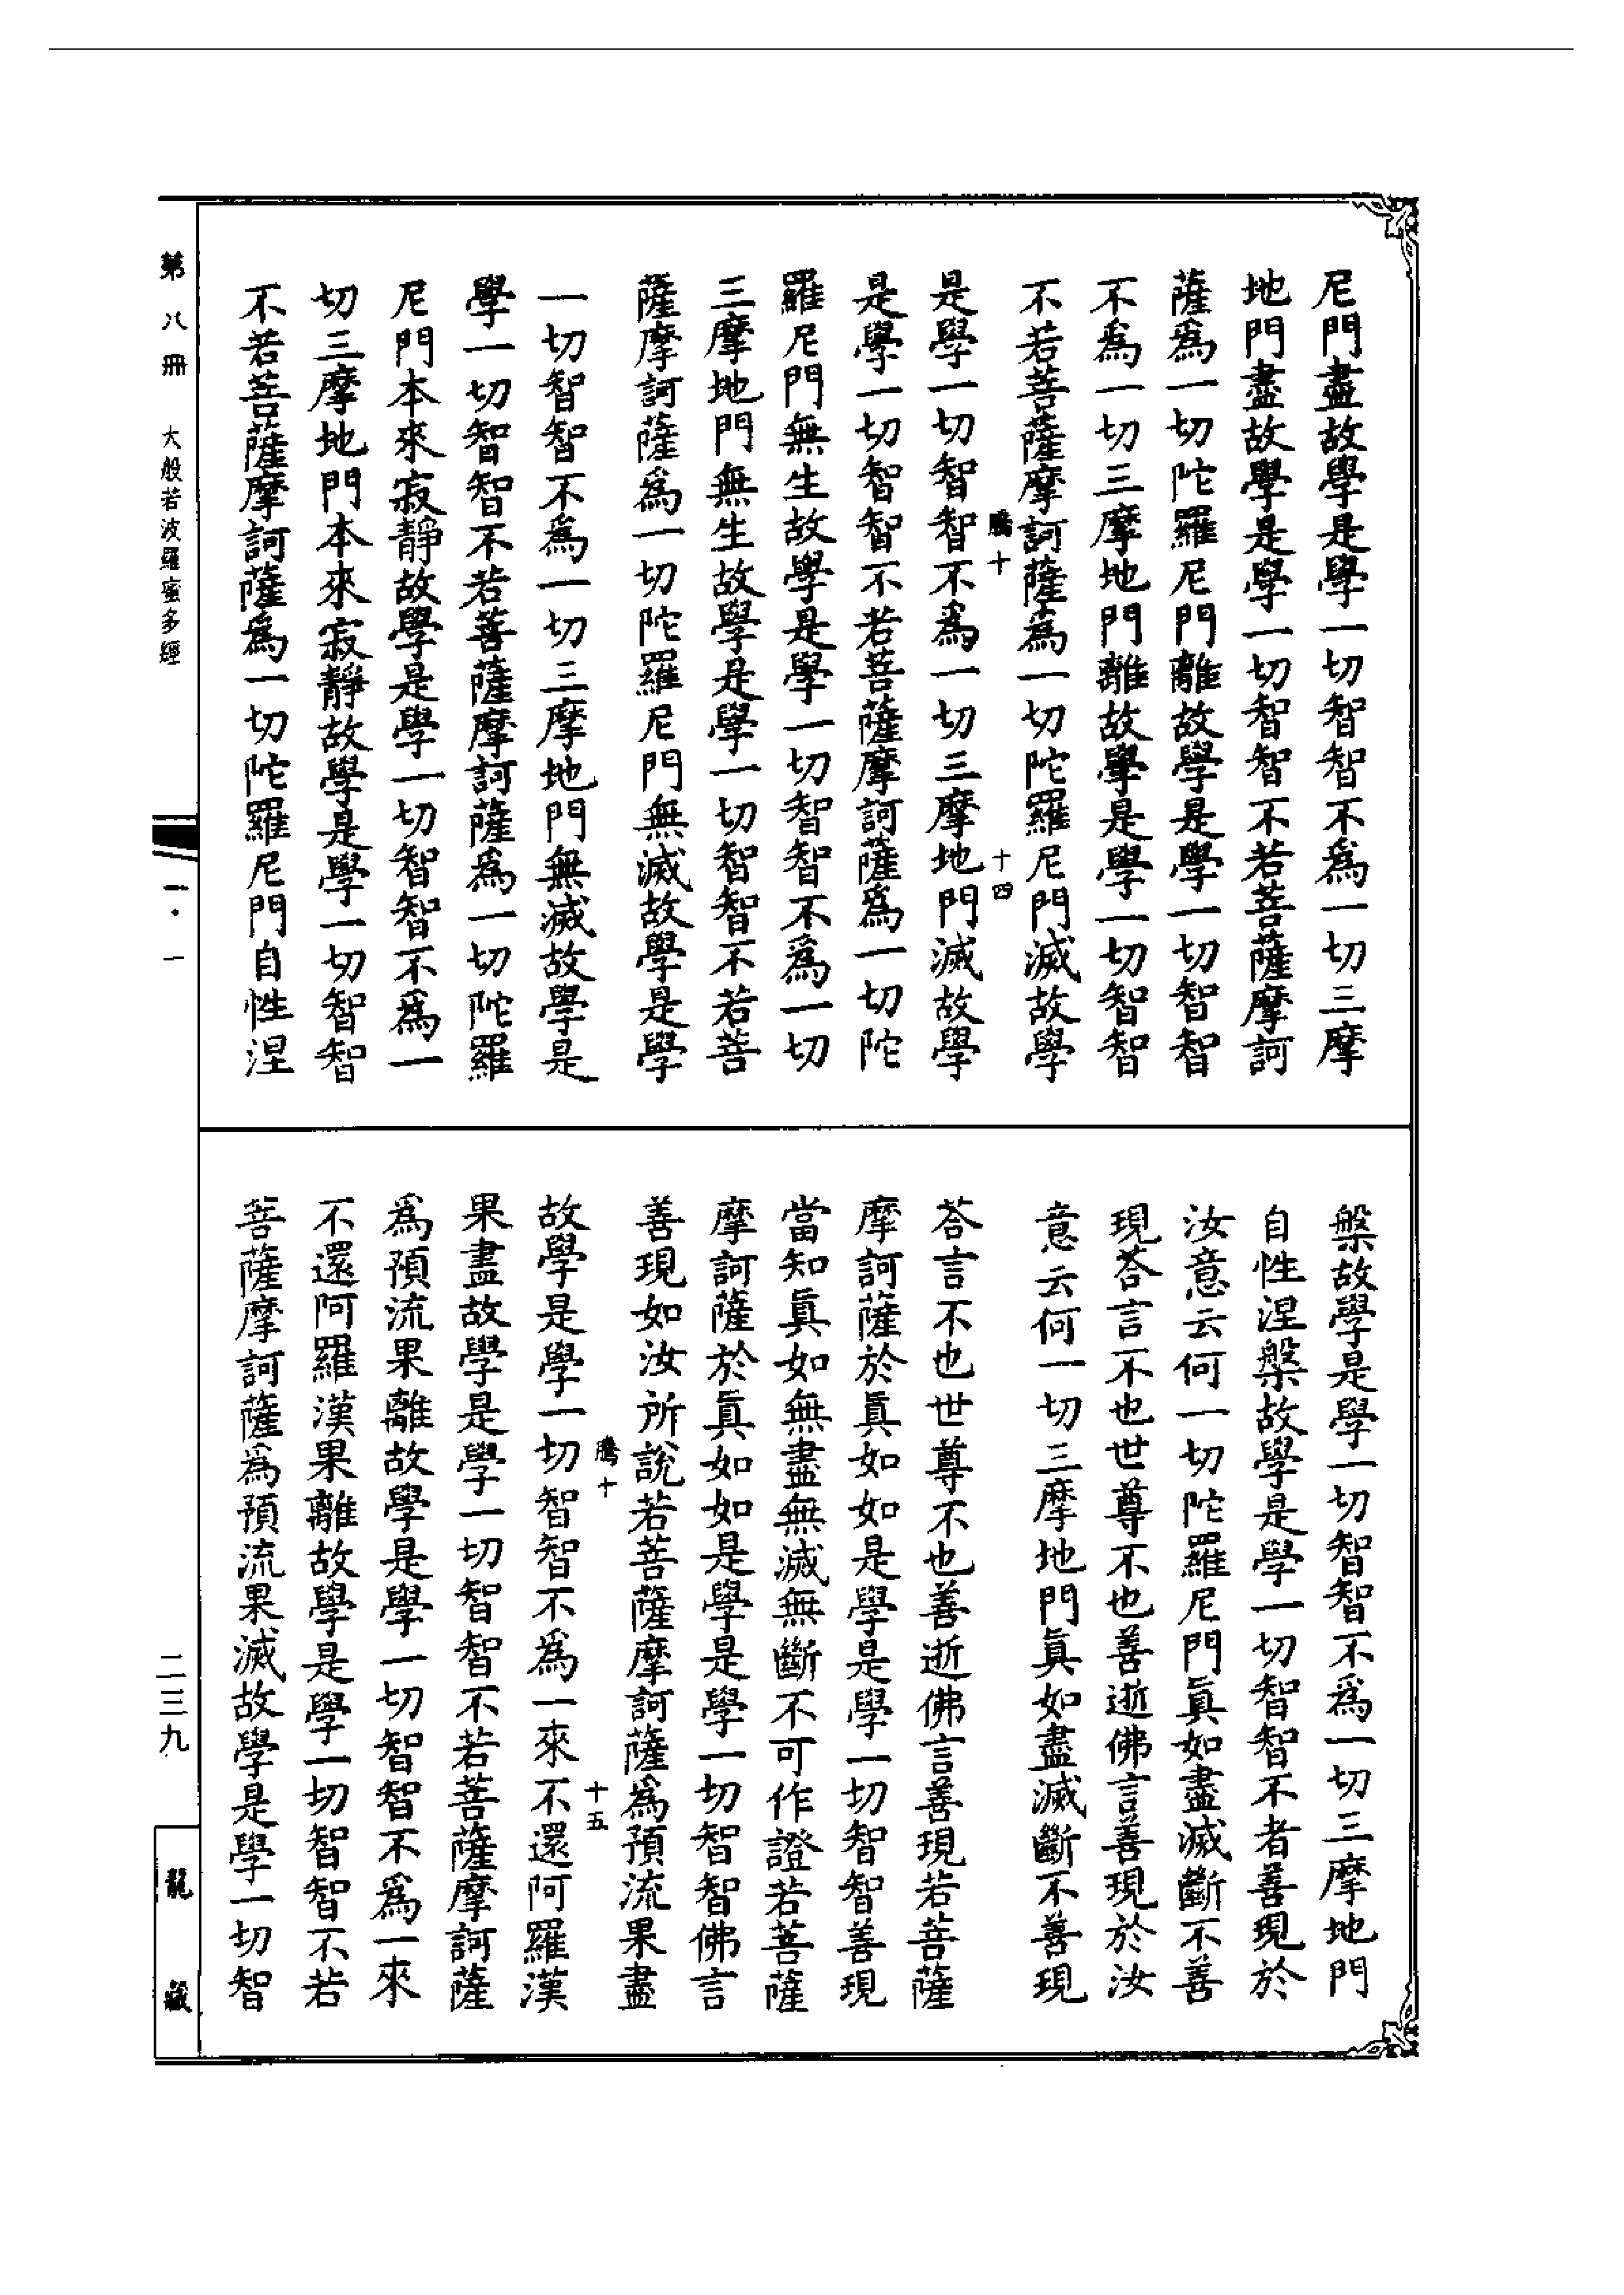 尼門盡故學是學一切智智不爲一切三摩
地門盡故學是學一切智智不若菩薩摩訶
薩爲一切陀羅尼門離故學是學一切智智
不爲一切三摩地門離故學是學一切智智
不若菩薩摩訶薩爲一切陀羅尼門滅故學
騰十
十四
是學一切智智不爲一切三摩地門滅故學
是學一切智智不若菩薩摩訶薩爲一切陀
羅尼門無生故學是學一切智智不爲一切
三摩地門無生故學是學一切智智不若菩
薩摩訶薩爲一切陀羅尼門無滅故學是學
一切智智不爲一切三摩地門無滅故學是
學一切智智不若菩薩摩訶薩爲一切陀羅
尼門本來寂靜故學是學一切智智不爲一
切三摩地門本來寂靜故學是學一切智智
不若菩薩摩訶薩爲一切陀羅尼門自性涅
槃故學是學一切智智不爲一切三摩地門
自性涅槃故學是學一切智智不者善現於
汝意云何一切陀羅尼門眞如盡滅斷不善
現荅言不也世尊不也善逝佛言善現於汝
意云何一切三摩地門眞如盡滅斷不善現
荅言不也世尊不也善逝佛言善現若菩薩
摩訶薩於眞如如是學是學一切智智善現
當知眞如無盡無滅無斷不可作證若菩薩
摩訶薩於眞如如是學是學一切智智佛言
善現如汝所說若菩薩摩訶薩爲預流果盡
騰十
十五
故學是學一切智智不爲一來不還阿羅漢
果盡故學是學一切智智不若菩薩摩訶薩
爲預流果離故學是學一切智智不爲一來
不還阿羅漢果離故學是學一切智智不若
菩薩摩訶薩爲預流果滅故學是學一切智
第八冊 大般若波羅蜜多經 一·一
二三九
龍藏